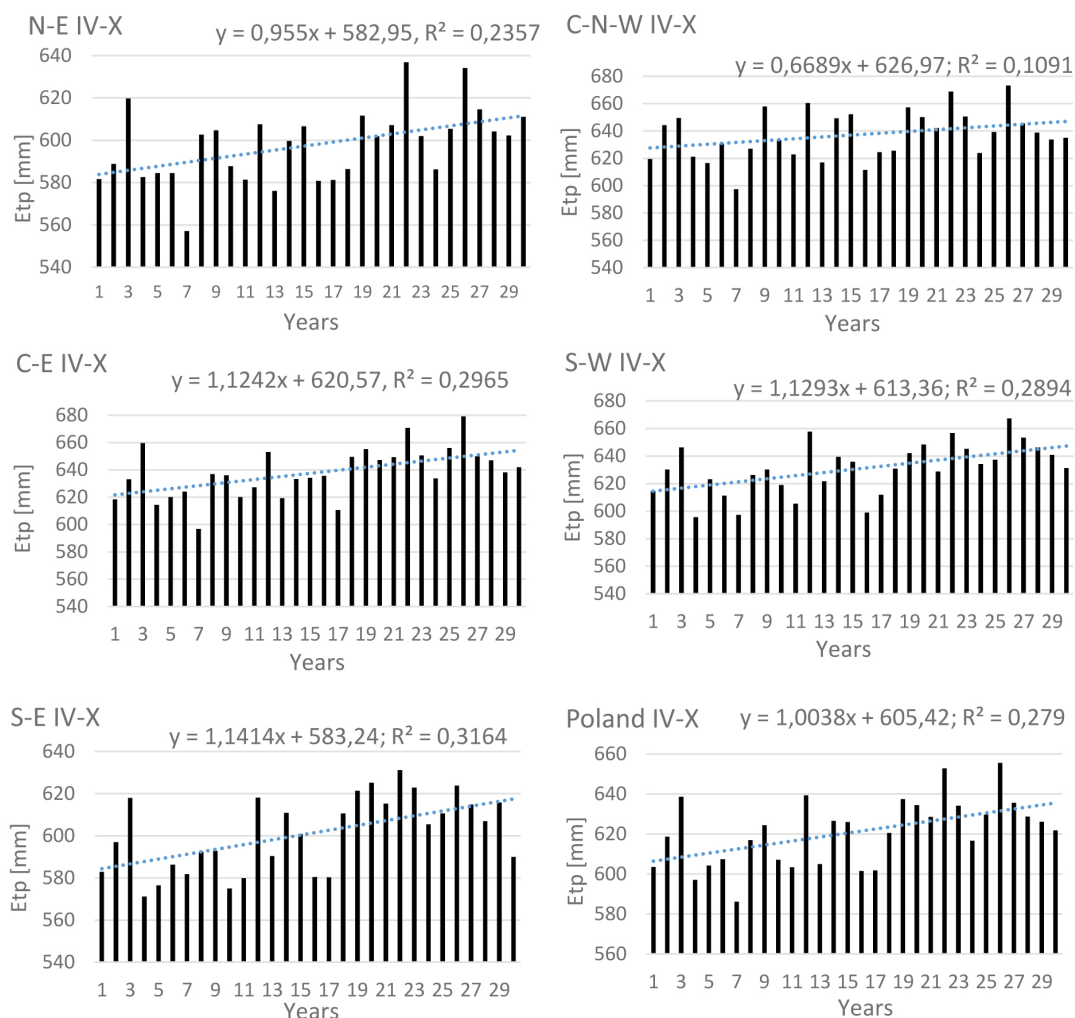 N-E IV-X
y = 0,955x + 582,95, R² = 0,2357
640
620
600
580
560
540
Etp [mm]
1 3 5 7 9 11 13 15 17 19 21 23 25 27 29
Years
C-N-W IV-X
y = 0,6689x + 626,97; R² = 0,1091
680
660
640
620
600
580
560
540
Etp [mm]
1 3 5 7 9 11 13 15 17 19 21 23 25 27 29
Years
C-E IV-X
y = 1,1242x + 620,57, R² = 0,2965
680
660
640
620
600
580
560
540
Etp [mm]
1 3 5 7 9 11 13 15 17 19 21 23 25 27 29
Years
S-W IV-X
y = 1,1293x + 613,36; R² = 0,2894
680
660
640
620
600
580
560
540
Etp [mm]
1 3 5 7 9 11 13 15 17 19 21 23 25 27 29
Years
S-E IV-X
y = 1,1414x + 583,24; R² = 0,3164
640
620
600
580
560
540
Etp [mm]
1 3 5 7 9 11 13 15 17 19 21 23 25 27 29
Years
Poland IV-X
y = 1,0038x + 605,42; R² = 0,279
660
640
620
600
580
560
Etp [mm]
1 3 5 7 9 11 13 15 17 19 21 23 25 27 29
Years